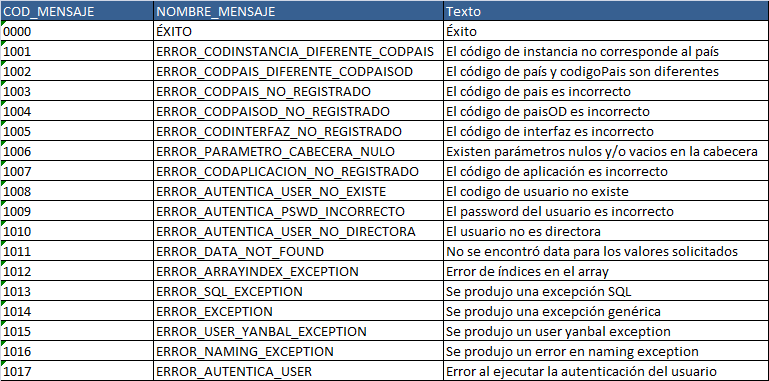 COD_MENSAJE NOMBRE_MENSAJE Texto
0000 ÉXITO Éxito
1001 ERROR_CODINSTANCIA_DIFERENTE_CODPAIS El código de instancia no corresponde al país
1002 ERROR_CODPAIS_DIFERENTE_CODPAISOD El código de país y codigoPais son diferentes
1003 ERROR_CODPAIS_NO_REGISTRADO El código de pais es incorrecto
1004 ERROR_CODPAISOD_NO_REGISTRADO El código de paisOD es incorrecto
1005 ERROR_CODINTERFAZ_NO_REGISTRADO El código de interfaz es incorrecto
1006 ERROR_PARAMETRO_CABECERA_NULO Existen parámetros nulos y/o vacios en la cabecera
1007 ERROR_CODAPLICACION_NO_REGISTRADO El código de aplicación es incorrecto
1008 ERROR_AUTENTICA_USER_NO_EXISTE El codigo de usuario no existe
1009 ERROR_AUTENTICA_PSWD_INCORRECTO El password del usuario es incorrecto
1010 ERROR_AUTENTICA_USER_NO_DIRECTORA El usuario no es directora
1011 ERROR_DATA_NOT_FOUND No se encontró data para los valores solicitados
1012 ERROR_ARRAYINDEX_EXCEPTION Error de índices en el array
1013 ERROR_SQL_EXCEPTION Se produjo una excepción SQL
1014 ERROR_EXCEPTION Se produjo una excepción genérica
1015 ERROR_USER_YANBAL_EXCEPTION Se produjo un user yanbal exception
1016 ERROR_NAMING_EXCEPTION Se produjo un error en naming exception
1017 ERROR_AUTENTICA_USER Error al ejecutar la autenticación del usuario